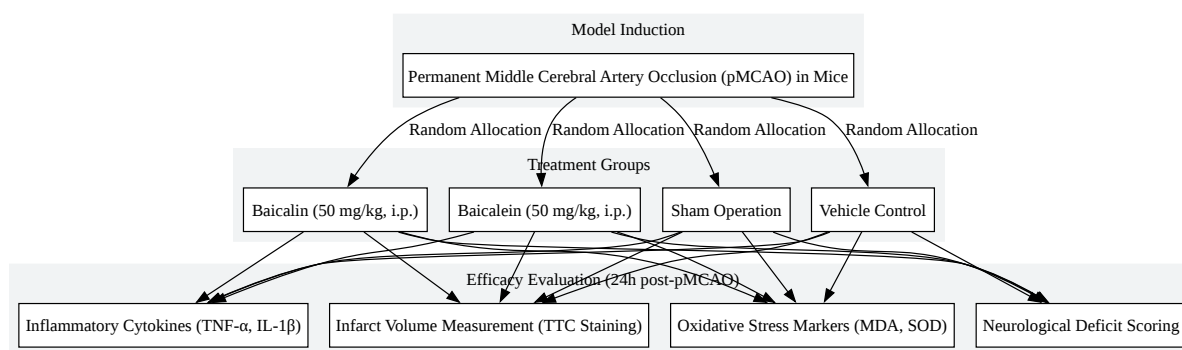 Model Induction
Permanent Middle Cerebral Artery Occlusion (pMCAO) in Mice
Random Allocation
Random Allocation
Random Allocation
Random Allocation
Treatment Groups
Baicalin (50 mg/kg, i.p.)
Baicalein (50 mg/kg, i.p.)
Sham Operation
Vehicle Control
Efficacy Evaluation (24h post-pMCAO)
Inflammatory Cytokines (TNF-α, IL-1β)
Infarct Volume Measurement (TTC Staining)
Oxidative Stress Markers (MDA, SOD)
Neurological Deficit Scoring